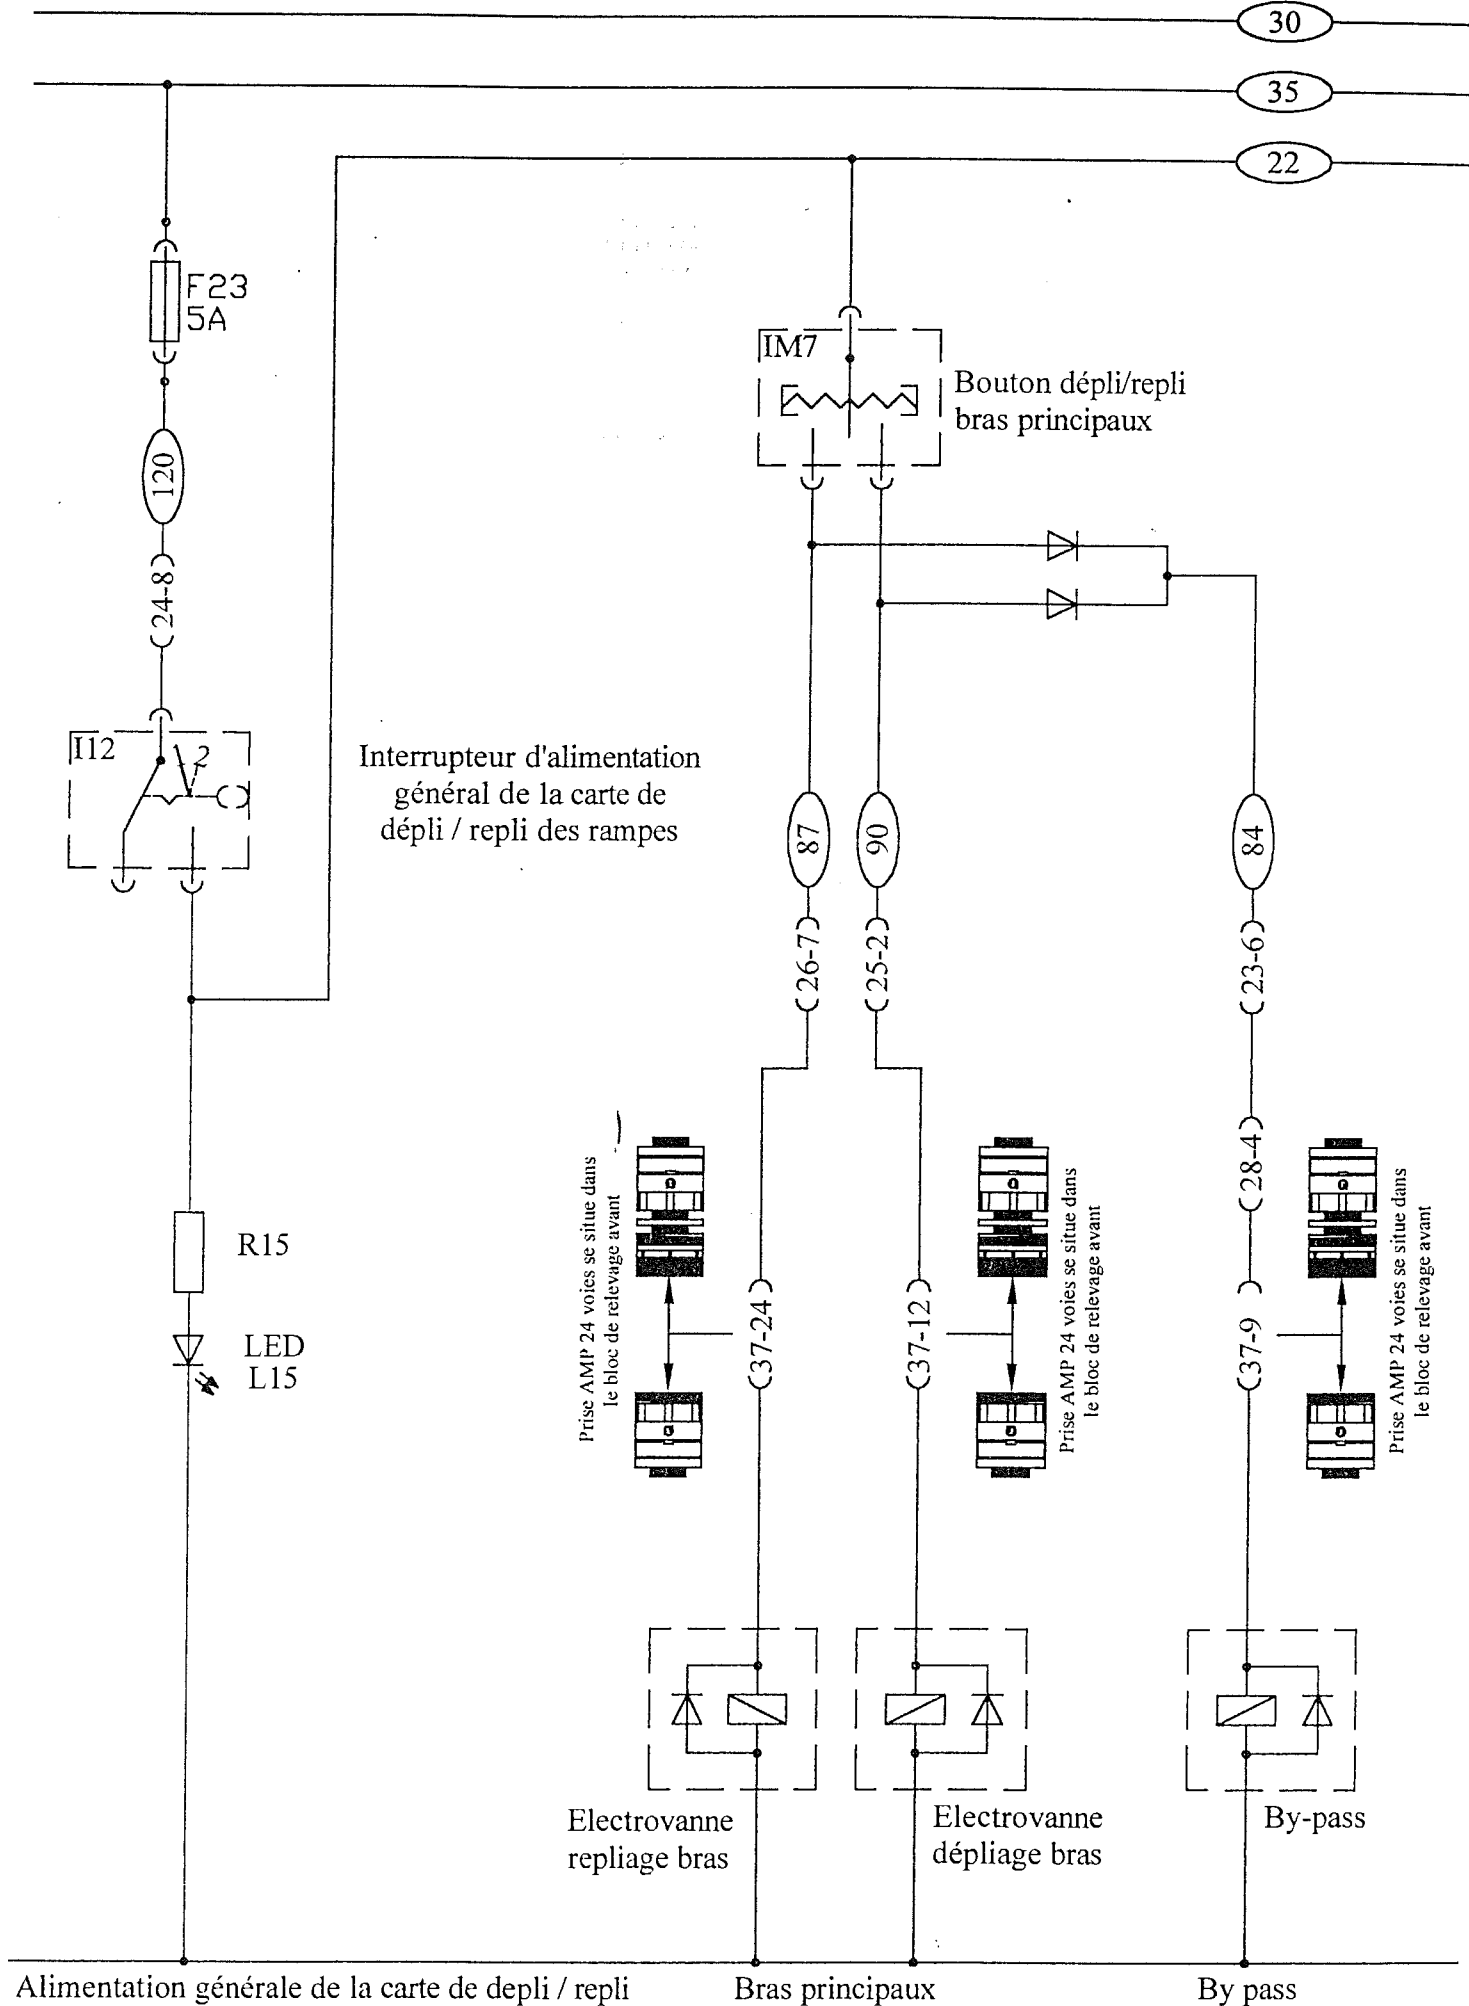 30
35
22
F23
5A
IM7
Bouton dépli/repli
bras principaux
120
24-8
I12
2
Interrupteur d'alimentation
général de la carte de
dépli / repli des rampes
87
90
84
26-7
25-2
23-6
28-4
Prise AMP 24 voies se situe dans
le bloc de relevage avant
Prise AMP 24 voies se situe dans
le bloc de relevage avant
Prise AMP 24 voies se situe dans
le bloc de relevage avant
R15
37-24
37-12
37-9
LED
L15
Electrovanne
repliage bras
Electrovanne
dépliage bras
By-pass
Alimentation générale de la carte de depli / repli
Bras principaux
By pass